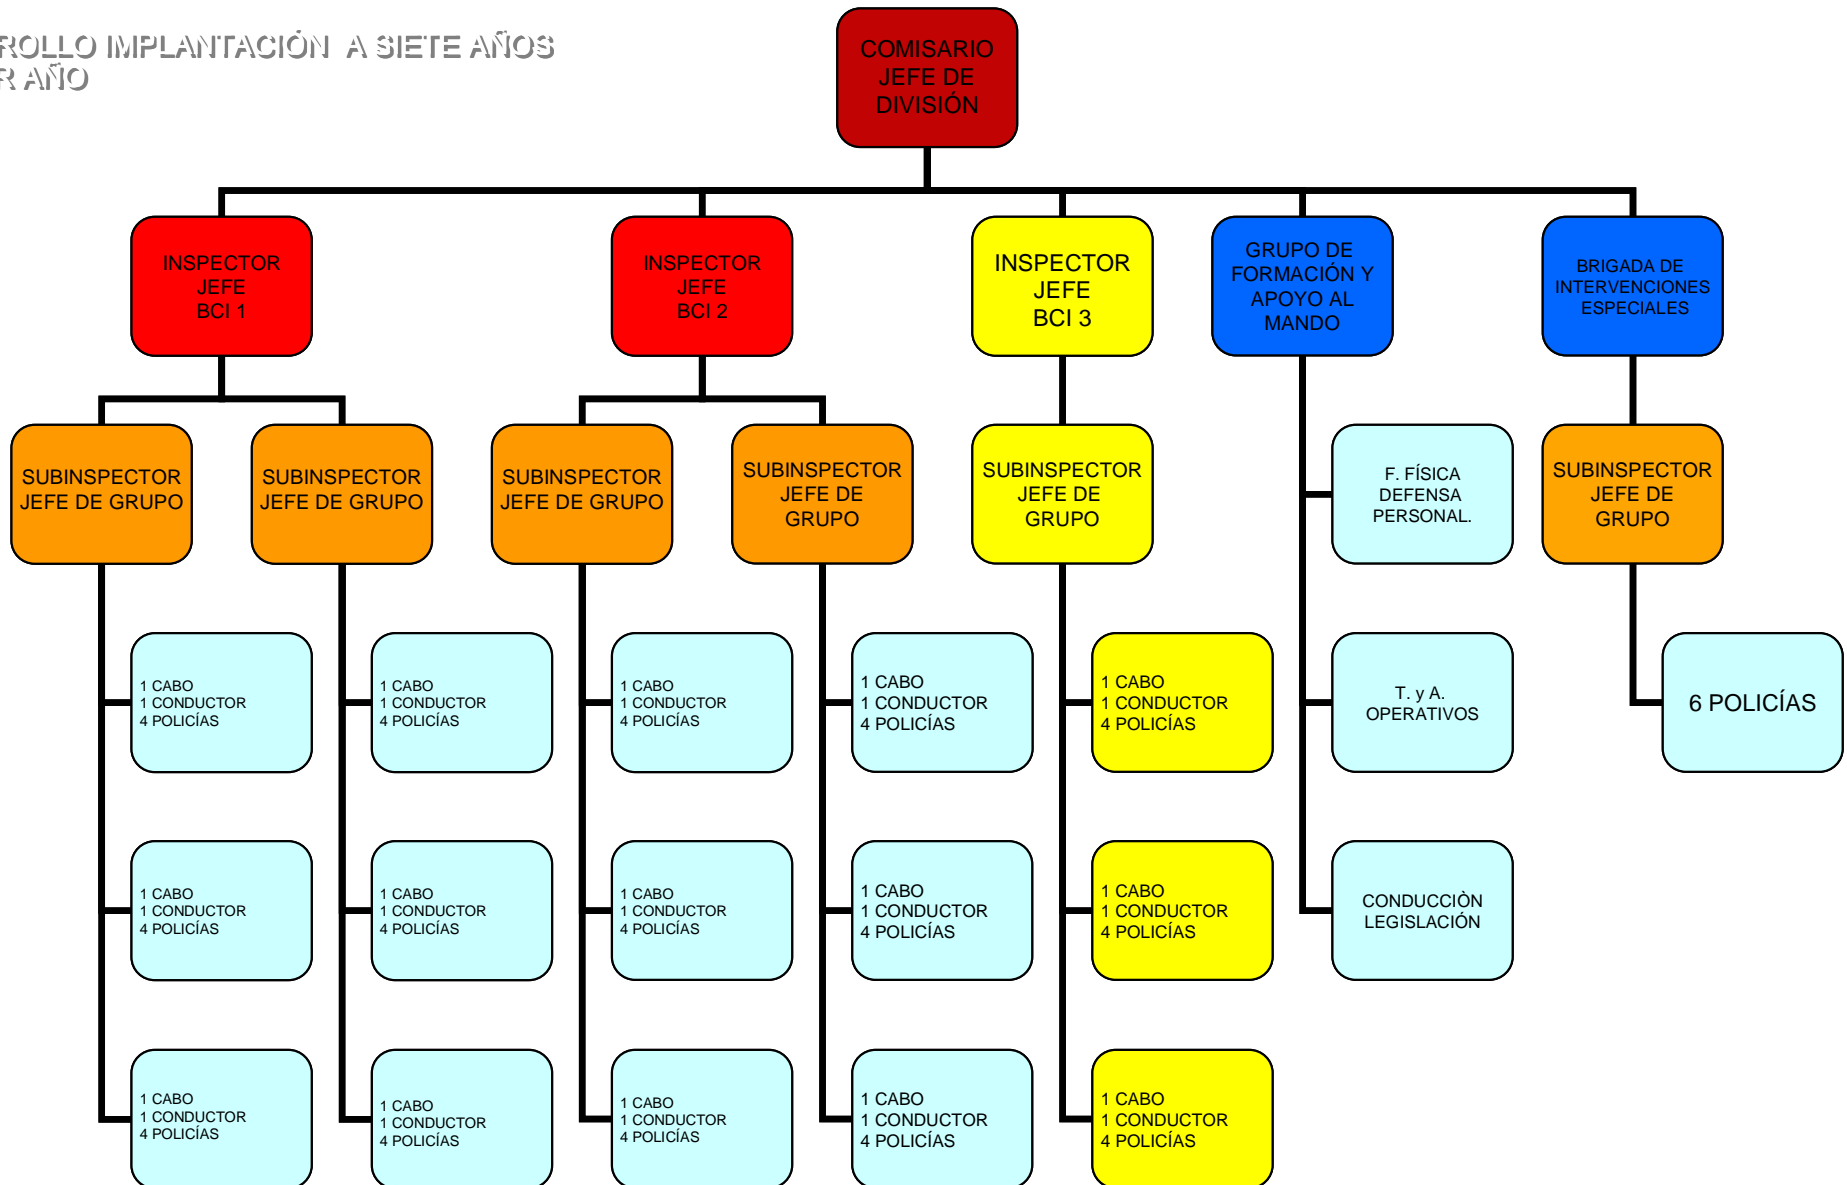 ROLLO IMPLANTACIÓN A SIETE AÑOS
R AÑO
COMISARIO
JEFE DE
DIVISIÓN
INSPECTOR
JEFE
BCI 1
INSPECTOR
JEFE
BCI 2
INSPECTOR
JEFE
BCI 3
GRUPO DE
FORMACIÓN Y
APOYO AL
MANDO
BRIGADA DE
INTERVENCIONES
ESPECIALES
SUBINSPECTOR
JEFE DE GRUPO
SUBINSPECTOR
JEFE DE GRUPO
SUBINSPECTOR
JEFE DE GRUPO
SUBINSPECTOR
JEFE DE
GRUPO
SUBINSPECTOR
JEFE DE
GRUPO
F. FÍSICA
DEFENSA
PERSONAL.
SUBINSPECTOR
JEFE DE
GRUPO
1 CABO
1 CONDUCTOR
4 POLICÍAS
1 CABO
1 CONDUCTOR
4 POLICÍAS
1 CABO
1 CONDUCTOR
4 POLICÍAS
1 CABO
1 CONDUCTOR
4 POLICÍAS
1 CABO
1 CONDUCTOR
4 POLICÍAS
T. y A.
OPERATIVOS
6 POLICÍAS
1 CABO
1 CONDUCTOR
4 POLICÍAS
1 CABO
1 CONDUCTOR
4 POLICÍAS
1 CABO
1 CONDUCTOR
4 POLICÍAS
1 CABO
1 CONDUCTOR
4 POLICÍAS
1 CABO
1 CONDUCTOR
4 POLICÍAS
CONDUCCIÒN
LEGISLACIÓN
1 CABO
1 CONDUCTOR
4 POLICÍAS
1 CABO
1 CONDUCTOR
4 POLICÍAS
1 CABO
1 CONDUCTOR
4 POLICÍAS
1 CABO
1 CONDUCTOR
4 POLICÍAS
1 CABO
1 CONDUCTOR
4 POLICÍAS